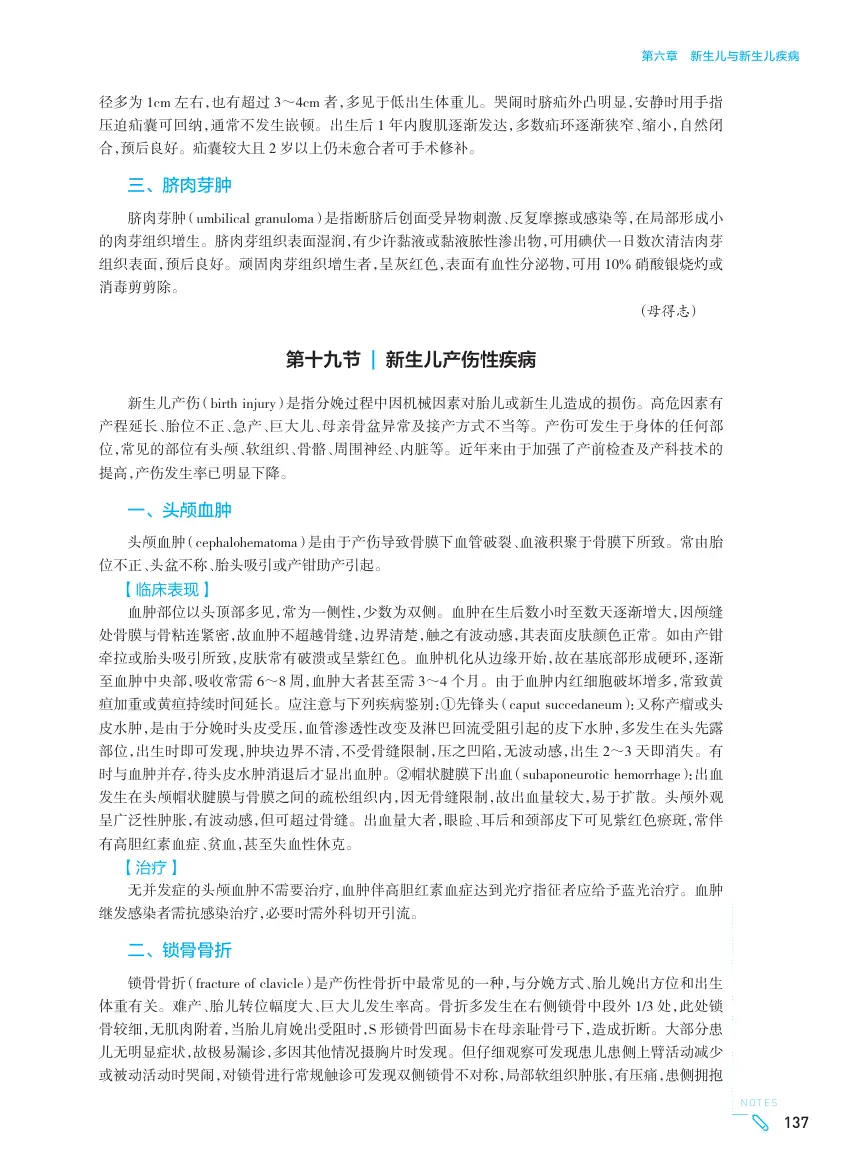 第六章 新生儿与新生儿疾病
径多为 1cm 左右，也有超过 3～4cm 者，多见于低出生体重儿。哭闹时脐疝外凸明显，安静时用手指
压迫疝囊可回纳，通常不发生嵌顿。出生后 1 年内腹肌逐渐发达，多数疝环逐渐狭窄、缩小，自然闭
合，预后良好。疝囊较大且 2 岁以上仍未愈合者可手术修补。
三、脐肉芽肿
脐肉芽肿（umbilical granuloma）是指断脐后创面受异物刺激、反复摩擦或感染等，在局部形成小
的肉芽组织增生。脐肉芽组织表面湿润，有少许黏液或黏液脓性渗出物，可用碘伏一日数次清洁肉芽
组织表面，预后良好。顽固肉芽组织增生者，呈灰红色，表面有血性分泌物，可用 10% 硝酸银烧灼或
消毒剪剪除。
（母得志）
第十九节 | 新生儿产伤性疾病
新生儿产伤（birth injury）是指分娩过程中因机械因素对胎儿或新生儿造成的损伤。高危因素有
产程延长、胎位不正、急产、巨大儿、母亲骨盆异常及接产方式不当等。产伤可发生于身体的任何部
位，常见的部位有头颅、软组织、骨骼、周围神经、内脏等。近年来由于加强了产前检查及产科技术的
提高，产伤发生率已明显下降。
一、头颅血肿
头颅血肿（cephalohematoma）是由于产伤导致骨膜下血管破裂、血液积聚于骨膜下所致。常由胎
位不正、头盆不称、胎头吸引或产钳助产引起。
【临床表现】
血肿部位以头顶部多见，常为一侧性，少数为双侧。血肿在生后数小时至数天逐渐增大，因颅缝
处骨膜与骨粘连紧密，故血肿不超越骨缝，边界清楚，触之有波动感，其表面皮肤颜色正常。如由产钳
牵拉或胎头吸引所致，皮肤常有破溃或呈紫红色。血肿机化从边缘开始，故在基底部形成硬环，逐渐
至血肿中央部，吸收常需 6～8 周，血肿大者甚至需 3～4 个月。由于血肿内红细胞破坏增多，常致黄
疸加重或黄疸持续时间延长。应注意与下列疾病鉴别：①先锋头（caput succedaneum）：又称产瘤或头
皮水肿，是由于分娩时头皮受压，血管渗透性改变及淋巴回流受阻引起的皮下水肿，多发生在头先露
部位，出生时即可发现，肿块边界不清，不受骨缝限制，压之凹陷，无波动感，出生 2～3 天即消失。有
时与血肿并存，待头皮水肿消退后才显出血肿。②帽状腱膜下出血（subaponeurotic hemorrhage）：出血
发生在头颅帽状腱膜与骨膜之间的疏松组织内，因无骨缝限制，故出血量较大，易于扩散。头颅外观
呈广泛性肿胀，有波动感，但可超过骨缝。出血量大者，眼睑、耳后和颈部皮下可见紫红色瘀斑，常伴
有高胆红素血症、贫血，甚至失血性休克。
【治疗】
无并发症的头颅血肿不需要治疗，血肿伴高胆红素血症达到光疗指征者应给予蓝光治疗。血肿
继发感染者需抗感染治疗，必要时需外科切开引流。
二、锁骨骨折
锁骨骨折（fracture of clavicle）是产伤性骨折中最常见的一种，与分娩方式、胎儿娩出方位和出生
体重有关。难产、胎儿转位幅度大、巨大儿发生率高。骨折多发生在右侧锁骨中段外 1/3 处，此处锁
骨较细，无肌肉附着，当胎儿肩娩出受阻时，S 形锁骨凹面易卡在母亲耻骨弓下，造成折断。大部分患
儿无明显症状，故极易漏诊，多因其他情况摄胸片时发现。但仔细观察可发现患儿患侧上臂活动减少
或被动活动时哭闹，对锁骨进行常规触诊可发现双侧锁骨不对称，局部软组织肿胀，有压痛，患侧拥抱
NOTES
137